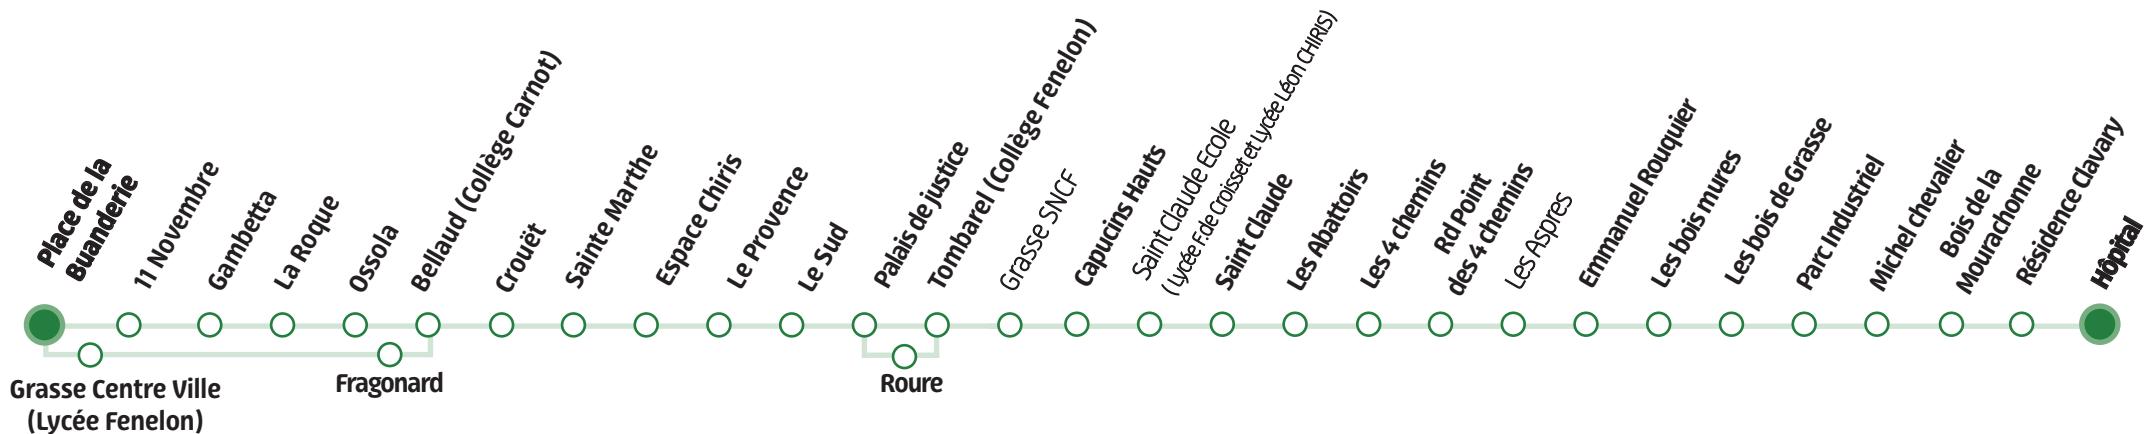 Place de la
Buanderie
11 Novembre
Gambetta
La Roque
Ossola
Bellaud (Collège Carnot)
Crouët
Sainte Marthe
Espace Chiris
Le Provence
Le Sud
Palais de justice
Tombarel (Collège Fenelon)
Grasse SNCF
Capucins Hauts
Saint Claude Ecole
(Lycée F.de Croisset et Lycée Léon CHIRIS)
Saint Claude
Les Abattoirs
Les 4 chemins
Rd Point
des 4 chemins
Les Aspres
Emmanuel Rouquier
Les bois mures
Les bois de Grasse
Parc Industriel
Michel chevalier
Bois de la
Mourachonne
Résidence Clavary
Hôpital
Grasse Centre Ville
(Lycée Fenelon)
Fragonard
Roure